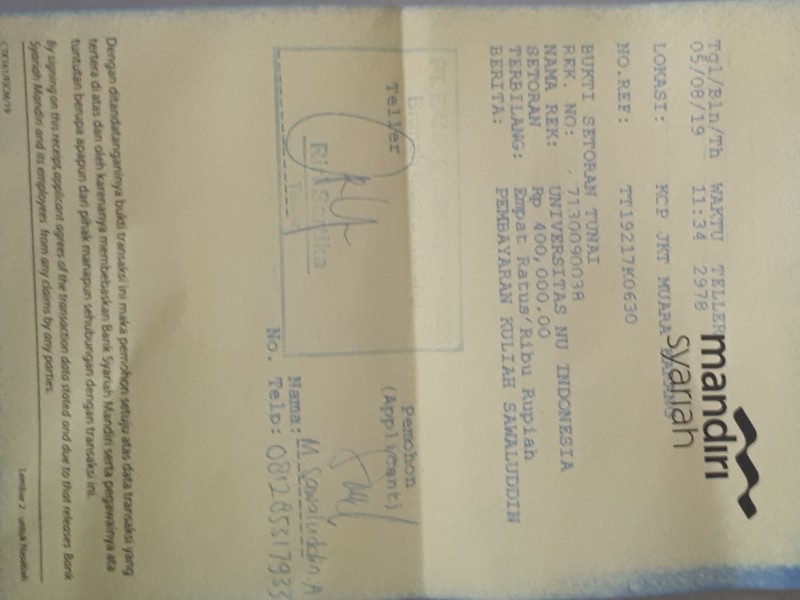 mandiri
syariah
Tgl/Bln/Th WAKTU TELLER
05/08/19 11:34 2978
LOKASI: KCP JKT MUARA
NO.REF: TT19217K0630
BUKTI SETORAN TUNAI
REK. NO: 7130090038
NAMA REK: UNIVERSITAS NU INDONESIA
SETORAN Rp 400,000.00
TERBILANG: Empat Ratus Ribu Rupiah
BERITA: PEMBAYARAN KULIAH SAWALUDDIN
Teller
Pemohon
(Applicant)
Nama: M Sawaluddin.A
No. Telp: 081285317933
Dengan ditandatanganinya bukti transaksi ini maka pemohon setuju atas data transaksi yang
tertera di atas dan oleh karenanya membebaskan Bank Syariah Mandiri serta pegawainya ata
tuntutan berupa apapun dari pihak manapun sehubungan dengan transaksi ini.
By signing on this receipt, applicant agrees of the transaction data stated and due to that releases Bank
Syariah Mandiri and its employees from any claims by any parties.
Lembar 2 : untuk Nasabah